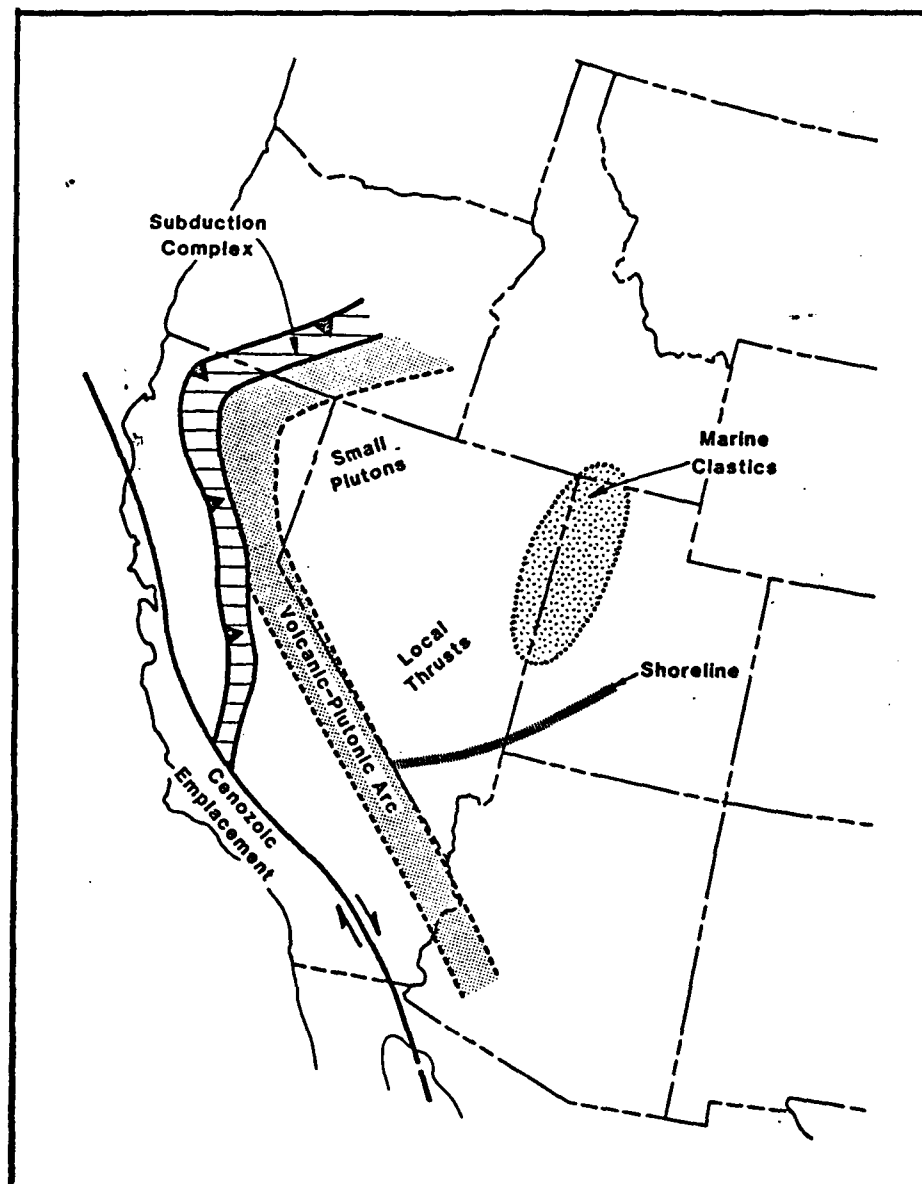 Subduction
Complex
Small
Plutons
Marine
Clastics
Volcanic-Plutonic Arc
Local
Thrusts
Shoreline
Cenozoic
Emplacement